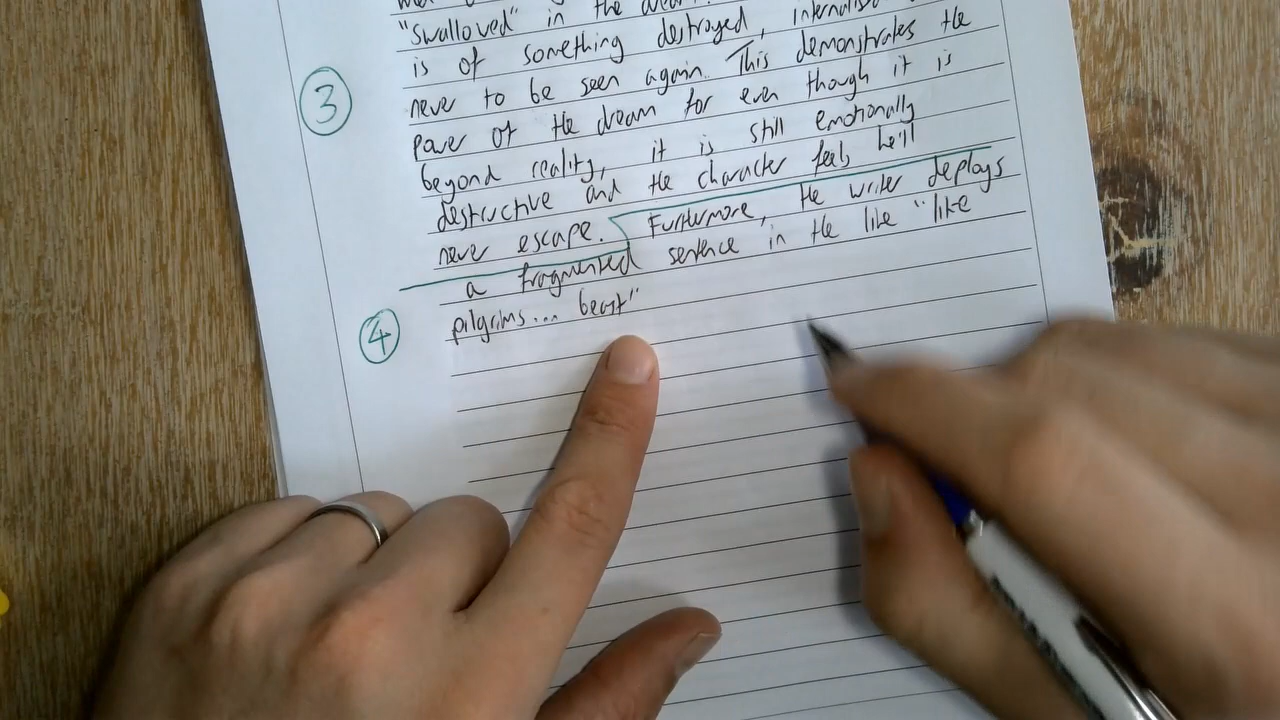 "Swallowed" in the
is of something destroyed,
never to be seen again. This demonstrates the
power of the dream for even though it is
beyond reality, it is still emotionally
destructive and the character feels he'll
never escape. Furthermore, the writer deploys
a fragmented sentence in the like "like
pilgrims... beast"
3
4